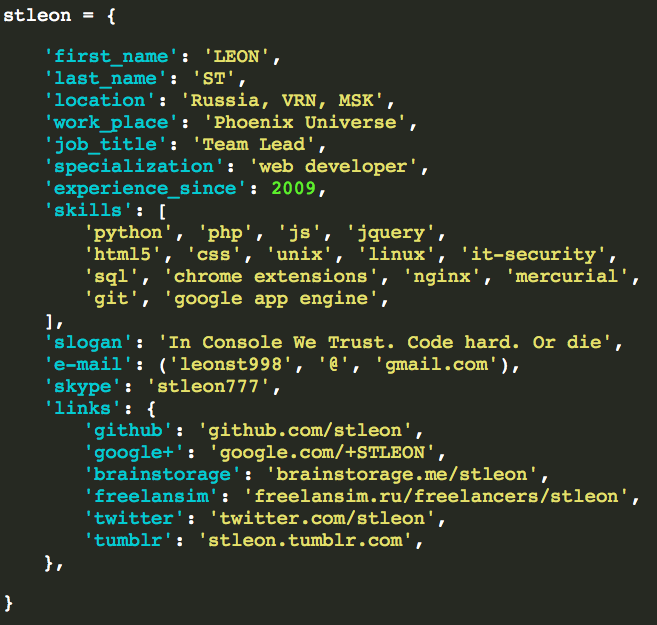 stleon = {
'first_name': 'LEON',
'last_name': 'ST',
'location': 'Russia, VRN, MSK',
'work_place': 'Phoenix Universe',
'job_title': 'Team Lead',
'specialization': 'web developer',
'experience_since': 2009,
'skills': [
'python', 'php', 'js', 'jquery',
'html5', 'css', 'unix', 'linux', 'it-security',
'sql', 'chrome extensions', 'nginx', 'mercurial',
'git', 'google app engine',
],
'slogan': 'In Console We Trust. Code hard. Or die',
'e-mail': ('leonst998', '@', 'gmail.com'),
'skype': 'stleon777',
'links': {
'github': 'github.com/stleon',
'google+': 'google.com/+STLEON',
'brainstorage': 'brainstorage.me/stleon',
'freelansim': 'freelansim.ru/freelancers/stleon',
'twitter': 'twitter.com/stleon',
'tumblr': 'stleon.tumblr.com',
},
}